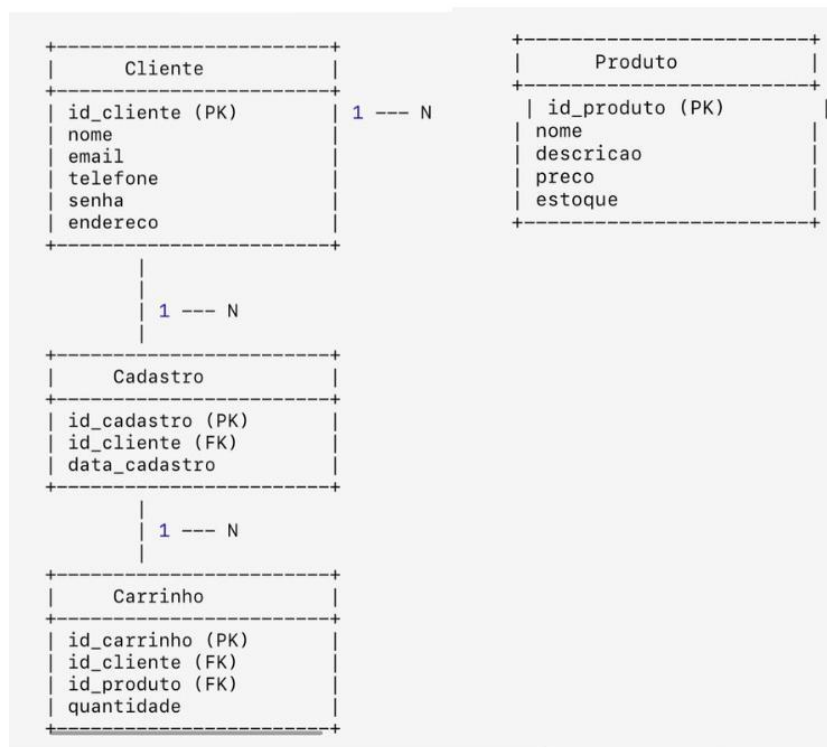 +-------------------------+
| Cliente |
+-------------------------+
| id_cliente (PK) | 1 --- N
| nome |
| email |
| telefone |
| senha |
| endereco |
+-------------------------+
|
|
| 1 --- N
|
+-------------------------+
| Cadastro |
+-------------------------+
| id_cadastro (PK) |
| id_cliente (FK) |
| data_cadastro |
+-------------------------+
|
| 1 --- N
|
+-------------------------+
| Carrinho |
+-------------------------+
| id_carrinho (PK) |
| id_cliente (FK) |
| id_produto (FK) |
| quantidade |
+-------------------------+
+--------------------------+
| Produto |
+--------------------------+
| id_produto (PK) |
| nome |
| descricao |
| preco |
| estoque |
+--------------------------+